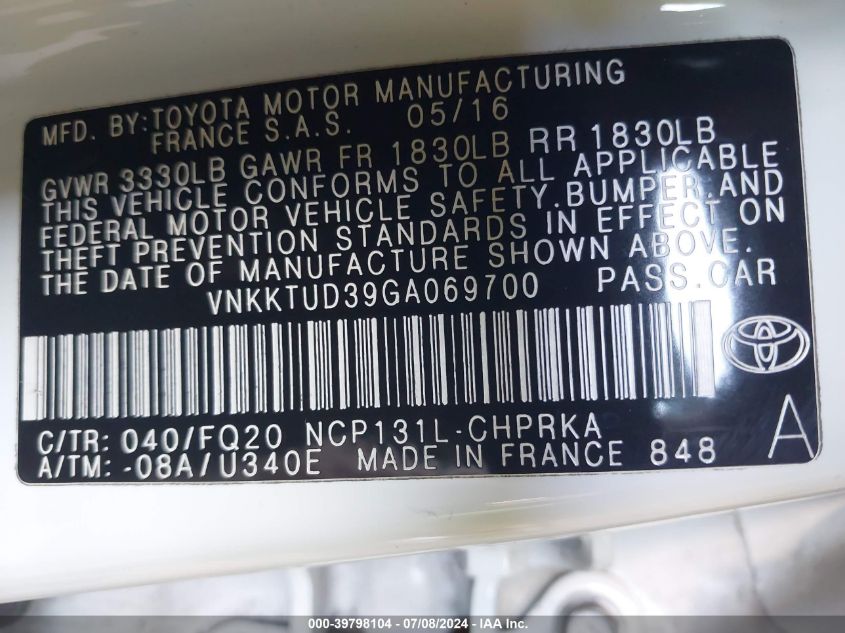 MFD. BY: TOYOTA MOTOR MANUFACTURING
FRANCE S.A.S. 05/16
GVWR 3330LB GAWR FR 1830LB RR 1830LB
THIS VEHICLE CONFORMS TO ALL APPLICABLE
FEDERAL MOTOR VEHICLE SAFETY, BUMPER, AND
THEFT PREVENTION STANDARDS IN EFFECT ON
THE DATE OF MANUFACTURE SHOWN ABOVE.
VNKKTUD39GA069700 PASS.CAR
C/TR: 040/FQ20 NCP131L-CHPRKA A
A/TM: -08A/U340E MADE IN FRANCE 848
000-39798104 / 07/08/2024 / IAA Inc.